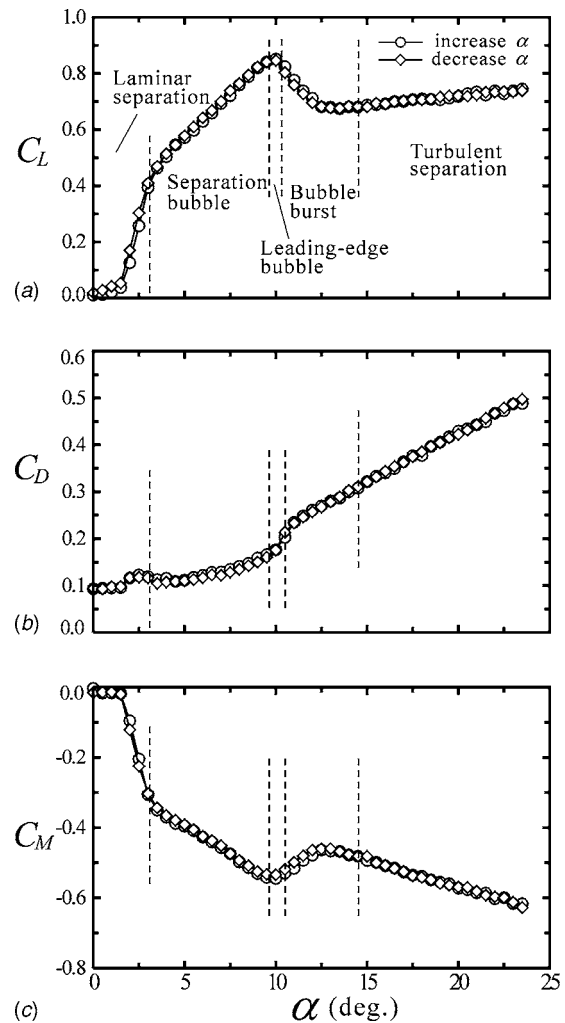 1.0
0.8
0.6
0.4
0.2
0.0
C_L
(a)
increase α
decrease α
Laminar
separation
Separation
bubble
Bubble
burst
Leading-edge
bubble
Turbulent
separation
0.6
0.5
0.4
0.3
0.2
0.1
0.0
C_D
(b)
0.0
-0.2
-0.4
-0.6
-0.8
C_M
(c)
0 5 10 15 20 25
α (deg.)